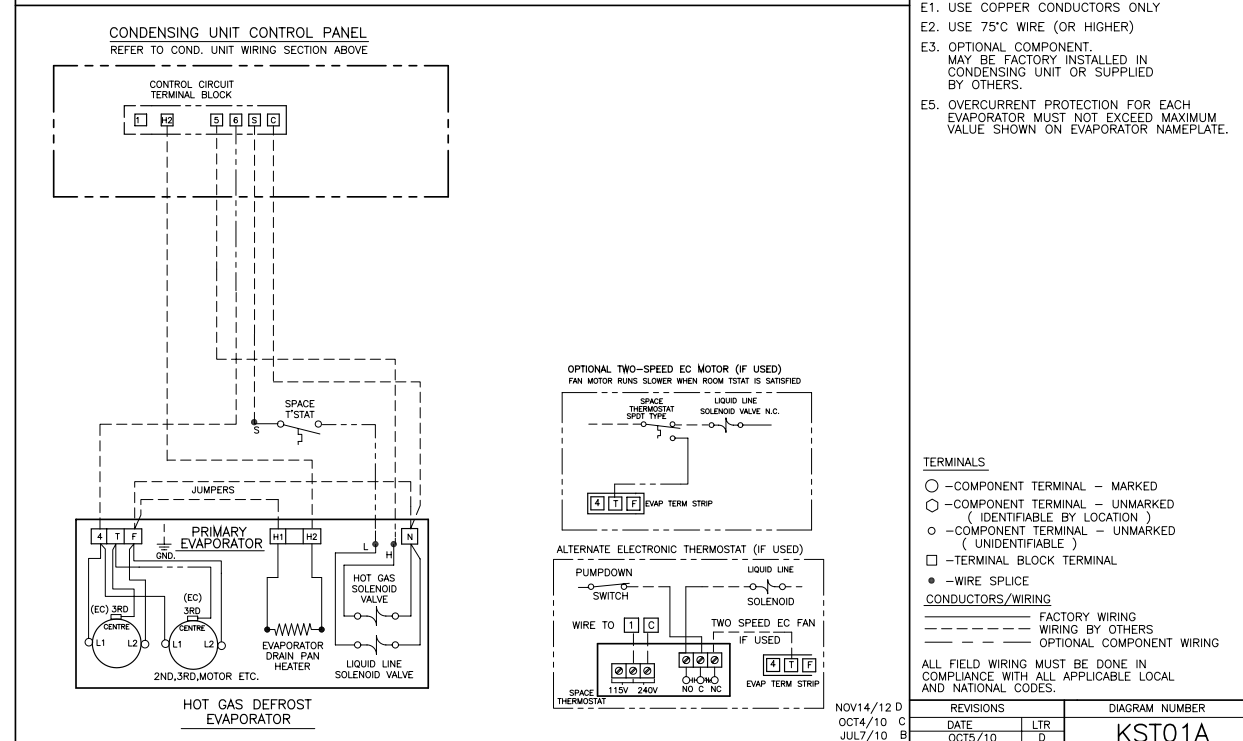 CONDENSING UNIT CONTROL PANEL
REFER TO COND. UNIT WIRING SECTION ABOVE
CONTROL CIRCUIT
TERMINAL BLOCK
1 H2 5 6 S C
SPACE
T'STAT
S
JUMPERS
4 T F
GND.
PRIMARY
EVAPORATOR
H1 H2
L
H
N
HOT GAS
SOLENOID
VALVE
(EC) 3RD
CENTRE
L1 L2
(EC)
3RD
CENTRE
L1 L2
2ND,3RD,MOTOR ETC.
EVAPORATOR
DRAIN PAN
HEATER
LIQUID LINE
SOLENOID VALVE
HOT GAS DEFROST
EVAPORATOR
OPTIONAL TWO-SPEED EC MOTOR (IF USED)
FAN MOTOR RUNS SLOWER WHEN ROOM TSTAT IS SATISFIED
SPACE
THERMOSTAT
SPDT TYPE
LIQUID LINE
SOLENOID VALVE N.C.
4 T F EVAP TERM STRIP
ALTERNATE ELECTRONIC THERMOSTAT (IF USED)
PUMPDOWN
SWITCH
LIQUID LINE
SOLENOID
WIRE TO 1 C
TWO SPEED EC FAN
IF USED
4 T F
EVAP TERM STRIP
115V 240V
NO C NC
SPACE
THERMOSTAT
E1. USE COPPER CONDUCTORS ONLY
E2. USE 75°C WIRE (OR HIGHER)
E3. OPTIONAL COMPONENT.
MAY BE FACTORY INSTALLED IN
CONDENSING UNIT OR SUPPLIED
BY OTHERS.
E5. OVERCURRENT PROTECTION FOR EACH
EVAPORATOR MUST NOT EXCEED MAXIMUM
VALUE SHOWN ON EVAPORATOR NAMEPLATE.
TERMINALS
-COMPONENT TERMINAL - MARKED
-COMPONENT TERMINAL - UNMARKED
( IDENTIFIABLE BY LOCATION )
-COMPONENT TERMINAL - UNMARKED
( UNIDENTIFIABLE )
-TERMINAL BLOCK TERMINAL
-WIRE SPLICE
CONDUCTORS/WIRING
FACTORY WIRING
WIRING BY OTHERS
OPTIONAL COMPONENT WIRING
ALL FIELD WIRING MUST BE DONE IN
COMPLIANCE WITH ALL APPLICABLE LOCAL
AND NATIONAL CODES.
NOV14/12 D
OCT4/10 C
JUL7/10 B
REVISIONS
DATE LTR
OCT5/10 D
DIAGRAM NUMBER
KST01A